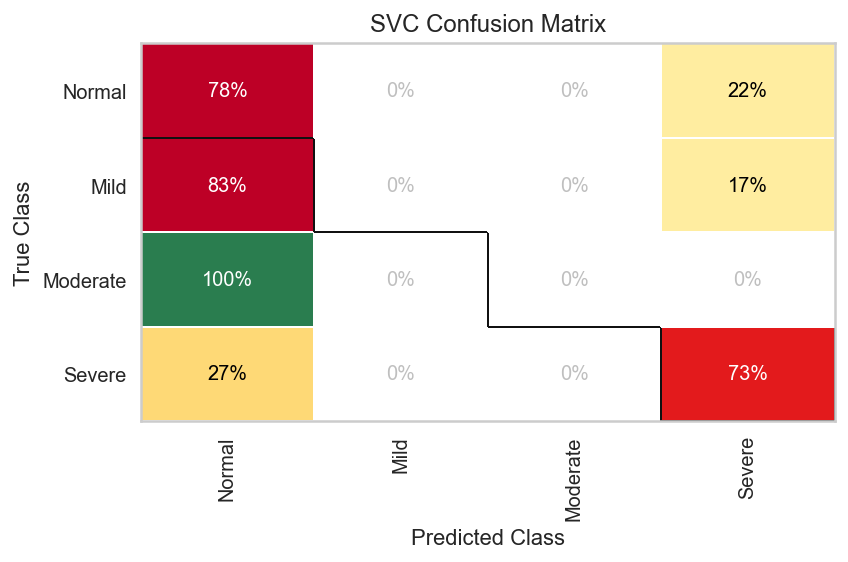 SVC Confusion Matrix
True Class
Normal 78% 0% 0% 22%
Mild 83% 0% 0% 17%
Moderate 100% 0% 0% 0%
Severe 27% 0% 0% 73%
Normal Mild Moderate Severe
Predicted Class